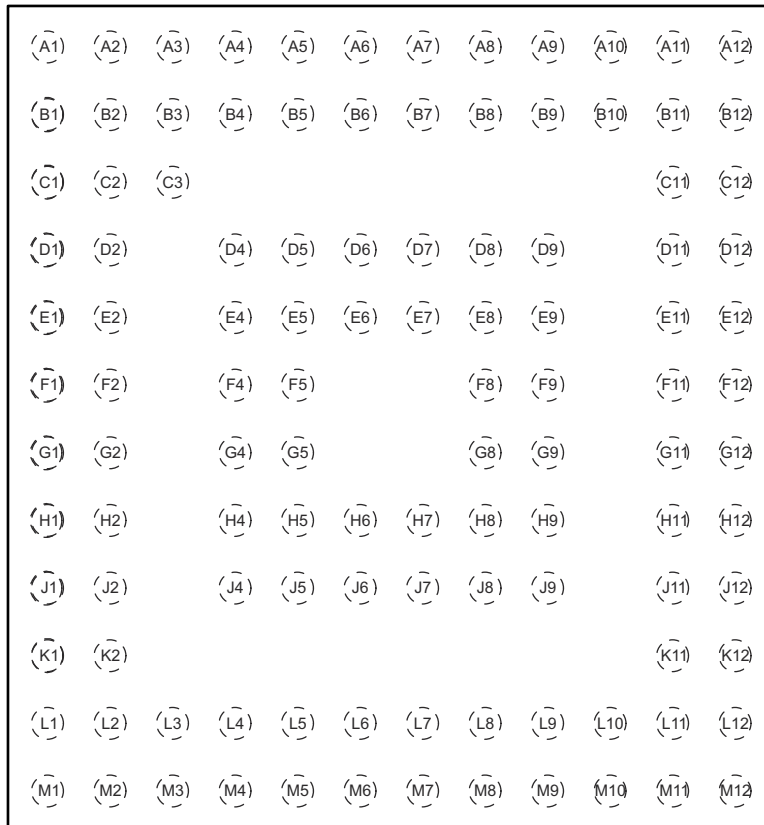 A1 A2 A3 A4 A5 A6 A7 A8 A9 A10 A11 A12
B1 B2 B3 B4 B5 B6 B7 B8 B9 B10 B11 B12
C1 C2 C3 C11 C12
D1 D2 D4 D5 D6 D7 D8 D9 D11 D12
E1 E2 E4 E5 E6 E7 E8 E9 E11 E12
F1 F2 F4 F5 F8 F9 F11 F12
G1 G2 G4 G5 G8 G9 G11 G12
H1 H2 H4 H5 H6 H7 H8 H9 H11 H12
J1 J2 J4 J5 J6 J7 J8 J9 J11 J12
K1 K2 K11 K12
L1 L2 L3 L4 L5 L6 L7 L8 L9 L10 L11 L12
M1 M2 M3 M4 M5 M6 M7 M8 M9 M10 M11 M12